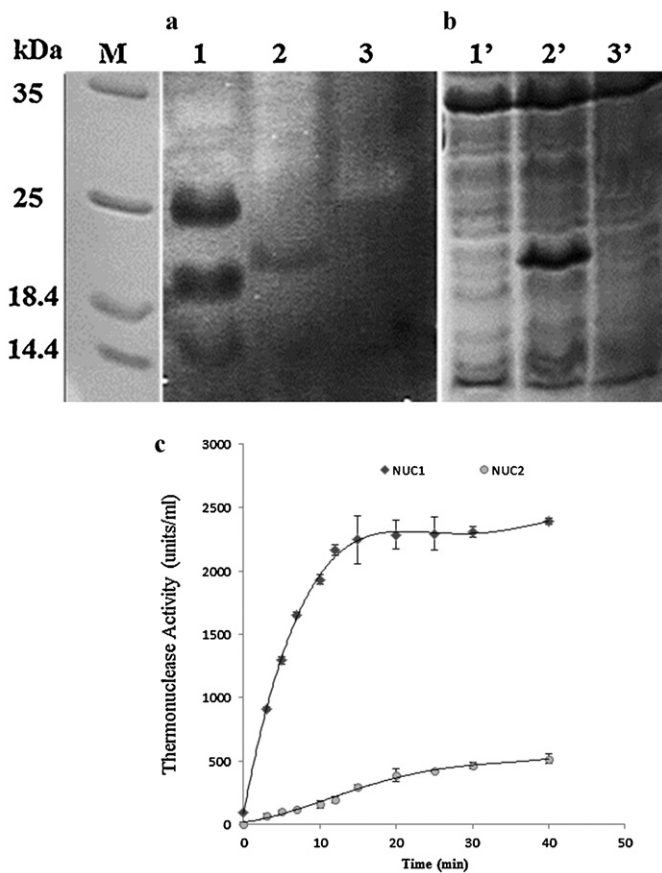 a b
kDa M 1 2 3 1’ 2’ 3’
35
25
18.4
14.4
c
NUC1 NUC2
3000
2500
2000
1500
1000
500
0
0 10 20 30 40 50
Thermonuclease Activity (units/ml)
Time (min)